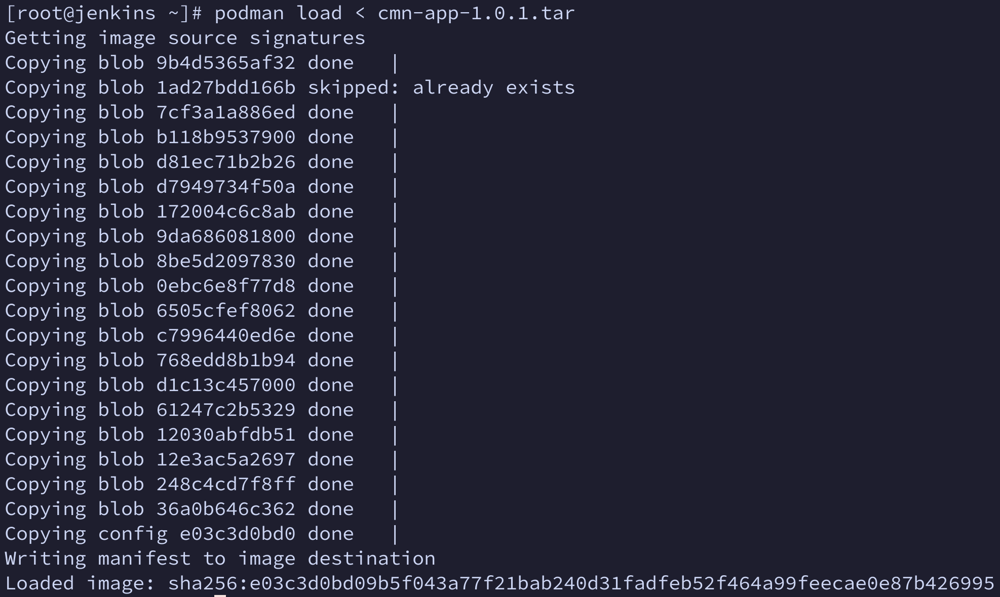 [root@jenkins ~]# podman load < cmn-app-1.0.1.tar
Getting image source signatures
Copying blob 9b4d5365af32 done   |
Copying blob 1ad27bdd166b skipped: already exists
Copying blob 7cf3a1a886ed done   |
Copying blob b118b9537900 done   |
Copying blob d81ec71b2b26 done   |
Copying blob d7949734f50a done   |
Copying blob 172004c6c8ab done   |
Copying blob 9da686081800 done   |
Copying blob 8be5d2097830 done   |
Copying blob 0ebc6e8f77d8 done   |
Copying blob 6505cfef8062 done   |
Copying blob c7996440ed6e done   |
Copying blob 768edd8b1b94 done   |
Copying blob d1c13c457000 done   |
Copying blob 61247c2b5329 done   |
Copying blob 12030abfdb51 done   |
Copying blob 12e3ac5a2697 done   |
Copying blob 248c4cd7f8ff done   |
Copying blob 36a0b646c362 done   |
Copying config e03c3d0bd0 done   |
Writing manifest to image destination
Loaded image: sha256:e03c3d0bd09b5f043a77f21bab240d31fadfeb52f464a99feecae0e87b426995